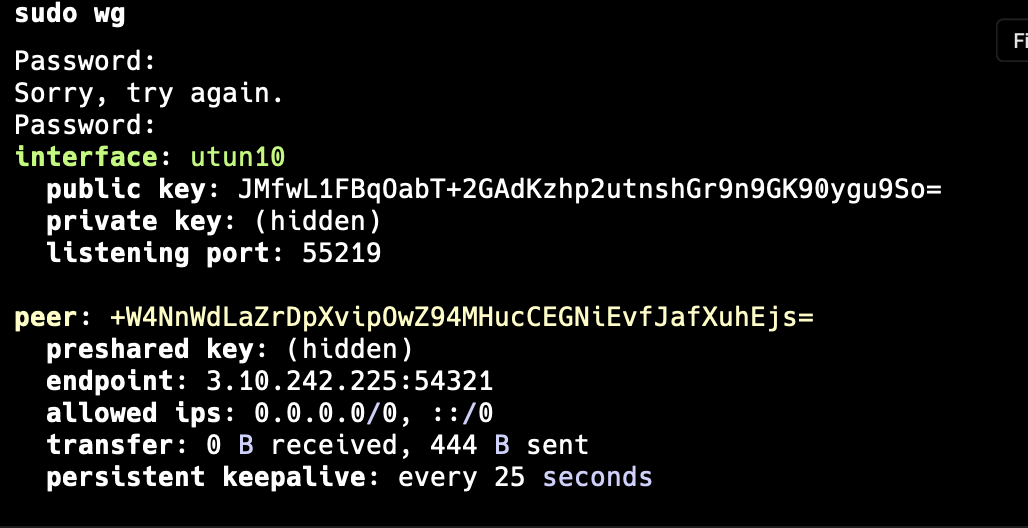 sudo wg
Password:
Sorry, try again.
Password:
interface: utun10
public key: JMfwL1FBqOabT+2GAdKzhp2utnshGr9n9GK90ygu9So=
private key: (hidden)
listening port: 55219
peer: +W4NnWdLaZrDpXvipOwZ94MHucCEGNiEvfJafXuhEjs=
preshared key: (hidden)
endpoint: 3.10.242.225:54321
allowed ips: 0.0.0.0/0, ::/0
transfer: 0 B received, 444 B sent
persistent keepalive: every 25 seconds